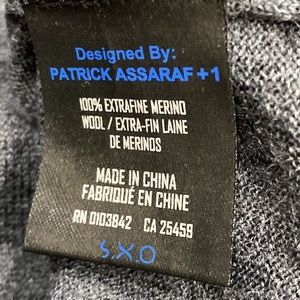 Designed By:
PATRICK ASSARAF +1
100% EXTRAFINE MERINO
WOOL / EXTRA-FIN LAINE
DE MERINOS
MADE IN CHINA
FABRIQUÉ EN CHINE
RN 0103842 CA 25459
S.X.O